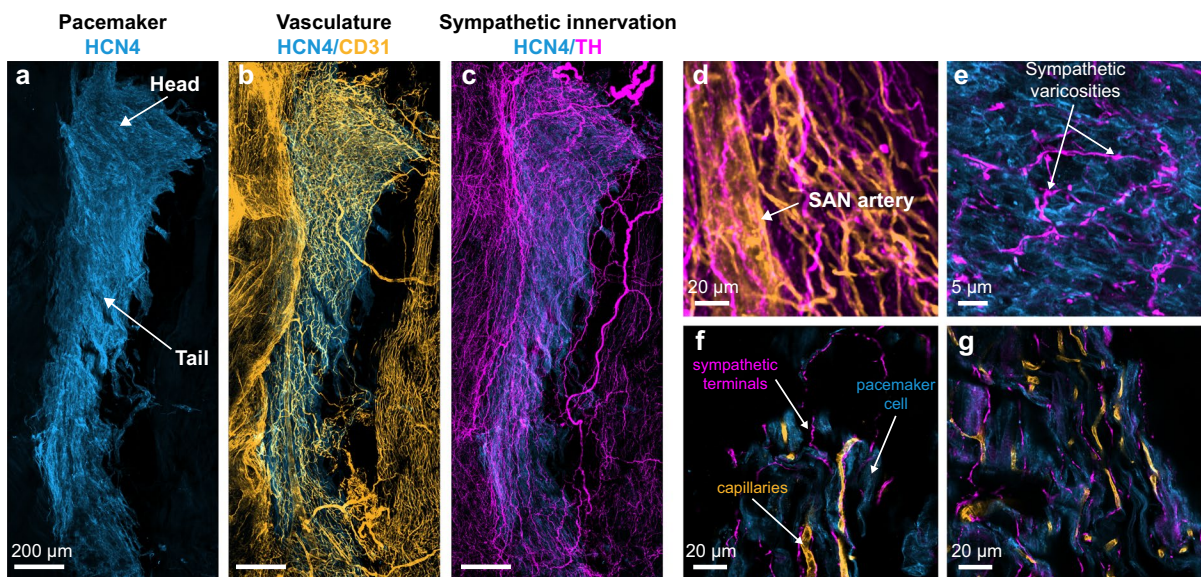 Pacemaker
HCN4
Vasculature
HCN4/CD31
Sympathetic innervation
HCN4/TH
a
Head
Tail
200 µm
b
c
d
SAN artery
20 µm
e
Sympathetic
varicosities
5 µm
f
sympathetic
terminals
pacemaker
cell
capillaries
20 µm
g
20 µm